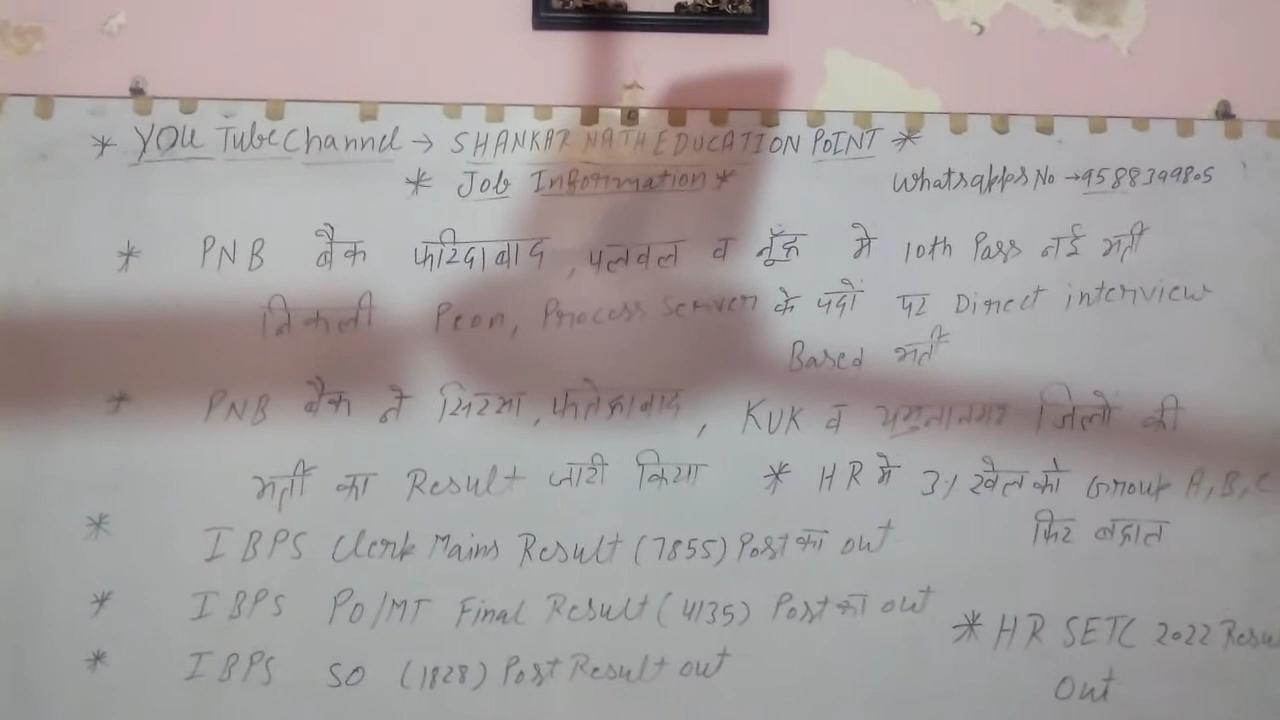 * YOU Tube Channel → SHANKAR NATH EDUCATION POINT *
* Job Information *
Whatsapps No → 9588399805
* PNB बैंक फरिदाबाद, पलवल व नूँह मे 10th Pass नई भर्ती
निकली Peon, Process Server के पदों पर Direct interview
Based भर्ती
* PNB बैंक ने सिरसा, फतेहाबाद, KUK व यमुनानगर जिलों की
भर्ती का Result जारी किया
* HR मे 3% खेल को Group A, B, C
फिर बहाल
* IBPS Clerk Mains Result (7855) Post का out
* IBPS PO/MT Final Result (4135) Post का out
* IBPS SO (1828) Post Result out
* HR SETC 2022 Resu
Out